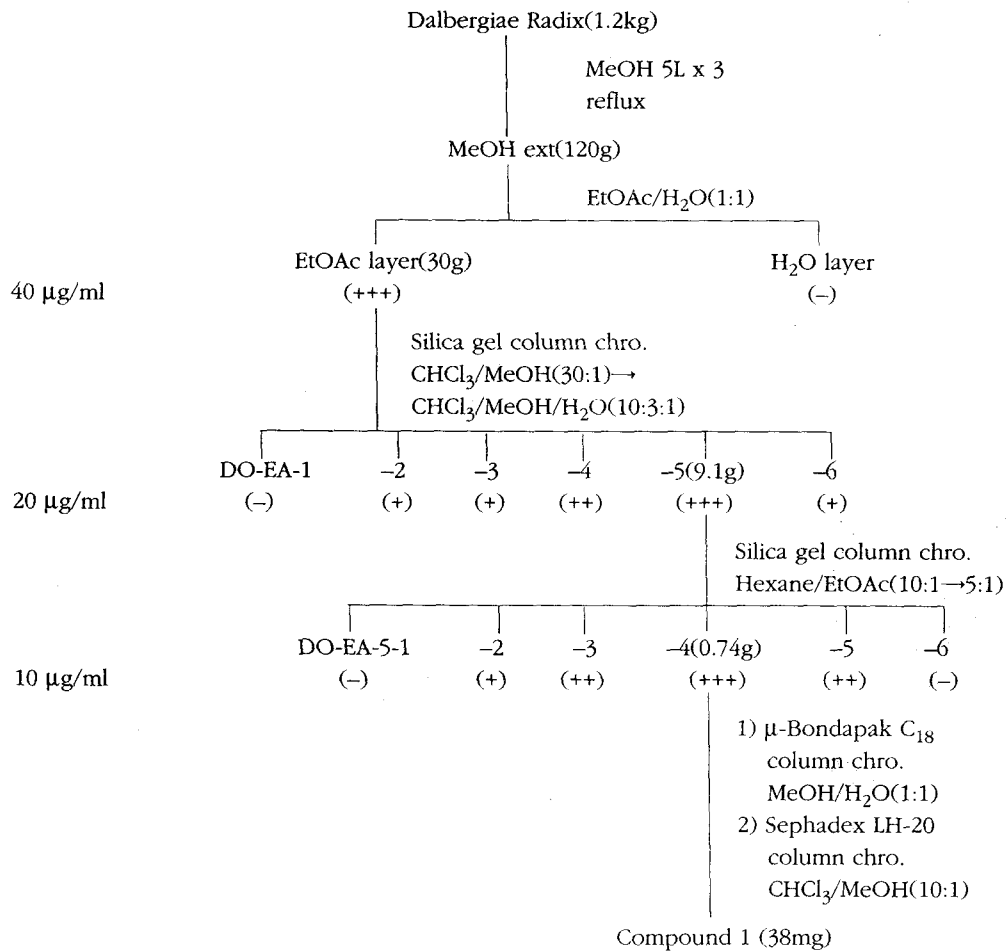 Dalbergiae Radix(1.2kg)
MeOH 5L x 3
reflux
MeOH ext(120g)
EtOAc/H₂O(1:1)
EtOAc layer(30g) H₂O layer
40 µg/ml (+++) (–)
Silica gel column chro.
CHCl₃/MeOH(30:1)→
CHCl₃/MeOH/H₂O(10:3:1)
DO-EA-1 –2 –3 –4 –5(9.1g) –6
20 µg/ml (–) (+) (+) (++) (+++) (+)
Silica gel column chro.
Hexane/EtOAc(10:1→5:1)
DO-EA-5-1 –2 –3 –4(0.74g) –5 –6
10 µg/ml (–) (+) (++) (+++) (++) (–)
1) µ-Bondapak C₁₈
column chro.
MeOH/H₂O(1:1)
2) Sephadex LH-20
column chro.
CHCl₃/MeOH(10:1)
Compound 1 (38mg)